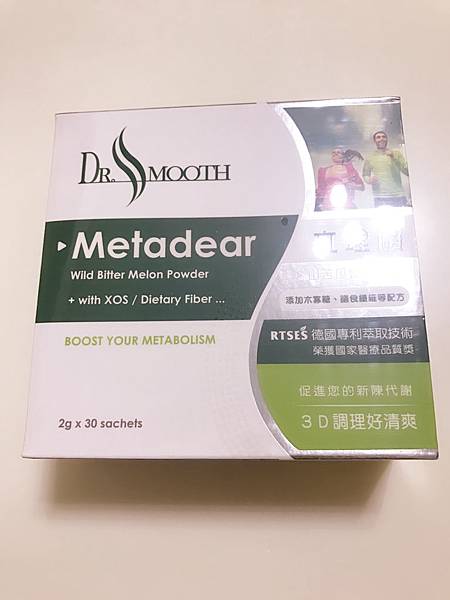 DR. SMOOTH
Metadear
Wild Bitter Melon Powder
+ with XOS / Dietary Fiber ...
BOOST YOUR METABOLISM
2g x 30 sachets
山苦瓜
添加木寡糖、膳食纖維等配方
RTSES 德國專利萃取技術
榮獲國家醫療品質獎
促進您的新陳代謝
3D調理好清爽